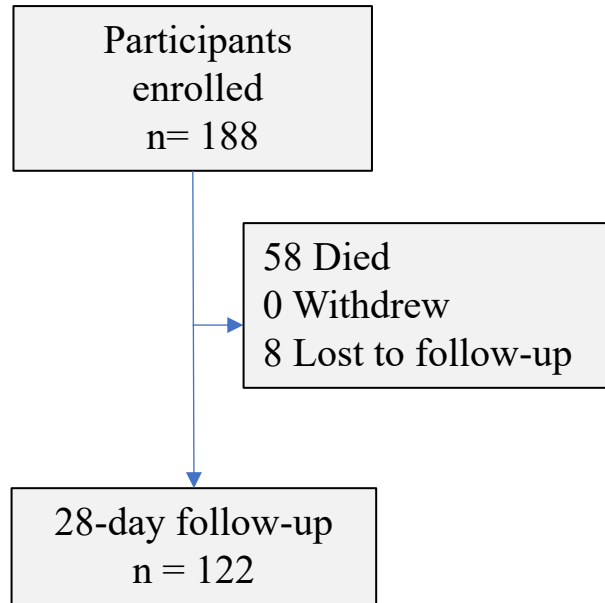 Participants
enrolled
n= 188
58 Died
0 Withdrew
8 Lost to follow-up
28-day follow-up
n = 122